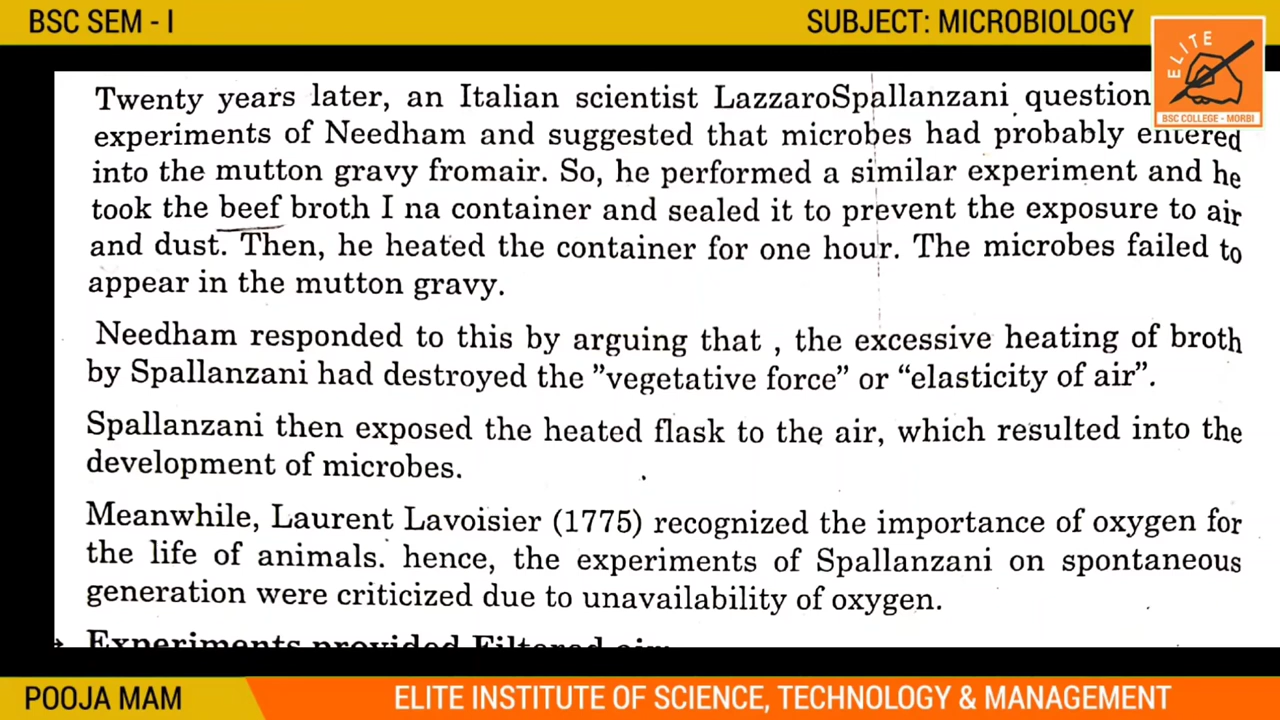 BSC SEM - I
SUBJECT: MICROBIOLOGY
ELITE
BSC COLLEGE - MORBI
Twenty years later, an Italian scientist LazzaroSpallanzani question
experiments of Needham and suggested that microbes had probably entered
into the mutton gravy fromair. So, he performed a similar experiment and he
took the beef broth I na container and sealed it to prevent the exposure to air
and dust. Then, he heated the container for one hour. The microbes failed to
appear in the mutton gravy.
Needham responded to this by arguing that , the excessive heating of broth
by Spallanzani had destroyed the ”vegetative force” or “elasticity of air”.
Spallanzani then exposed the heated flask to the air, which resulted into the
development of microbes.
Meanwhile, Laurent Lavoisier (1775) recognized the importance of oxygen for
the life of animals. hence, the experiments of Spallanzani on spontaneous
generation were criticized due to unavailability of oxygen.
Experiments provided Filtered air
POOJA MAM
ELITE INSTITUTE OF SCIENCE, TECHNOLOGY & MANAGEMENT